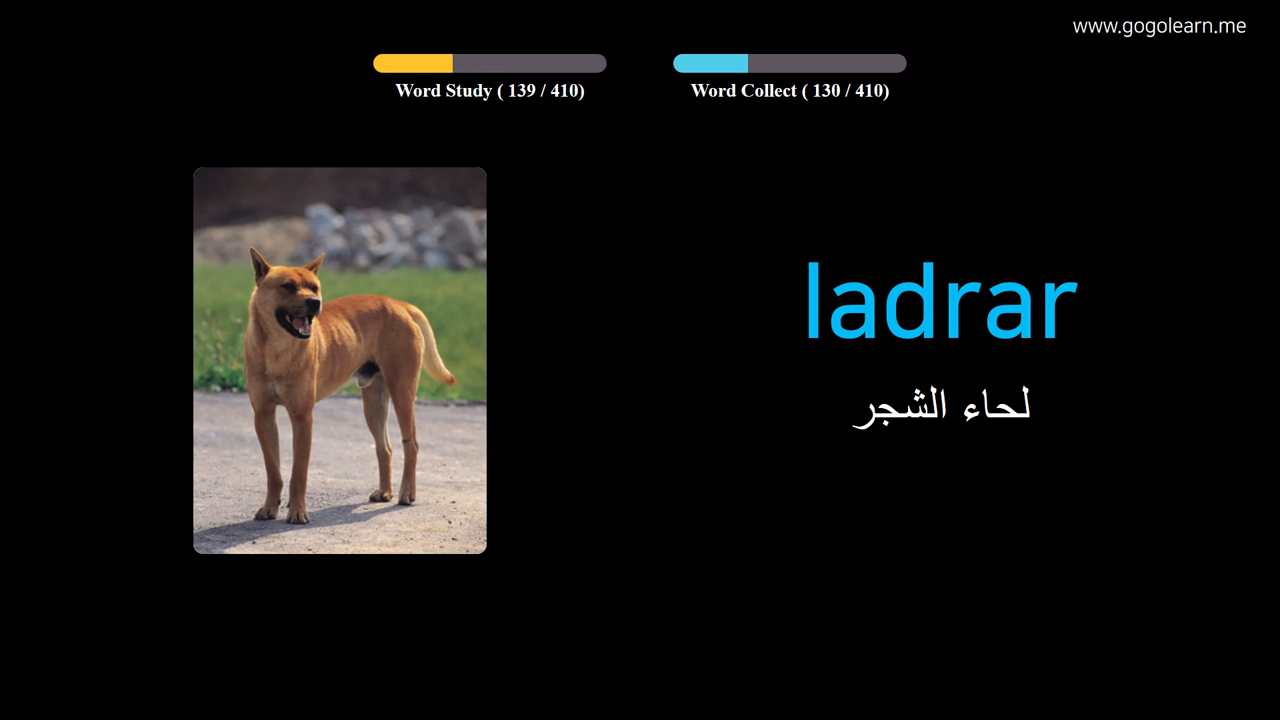 www.gogolearn.me
Word Study ( 139 / 410)
Word Collect ( 130 / 410)
ladrar
لحاء الشجر